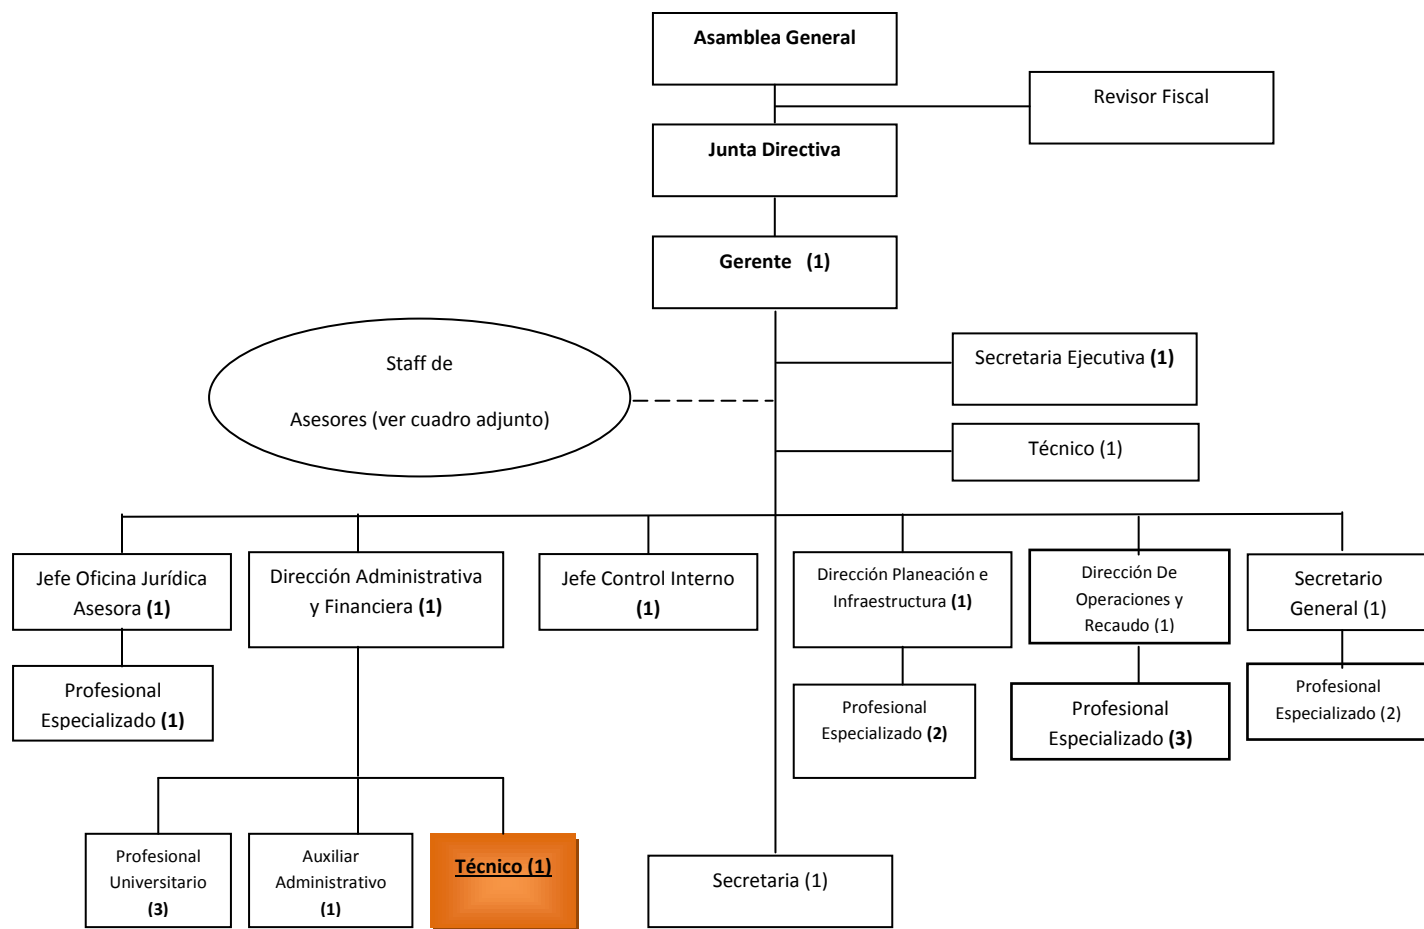 Asamblea General
Revisor Fiscal
Junta Directiva
Gerente (1)
Staff de
Asesores (ver cuadro adjunto)
Secretaria Ejecutiva (1)
Técnico (1)
Jefe Oficina Jurídica
Asesora (1)
Dirección Administrativa
y Financiera (1)
Jefe Control Interno
(1)
Dirección Planeación e
Infraestructura (1)
Dirección De
Operaciones y
Recaudo (1)
Secretario
General (1)
Profesional
Especializado (1)
Profesional
Especializado (2)
Profesional
Especializado (3)
Profesional
Especializado (2)
Profesional
Universitario
(3)
Auxiliar
Administrativo
(1)
Técnico (1)
Secretaria (1)